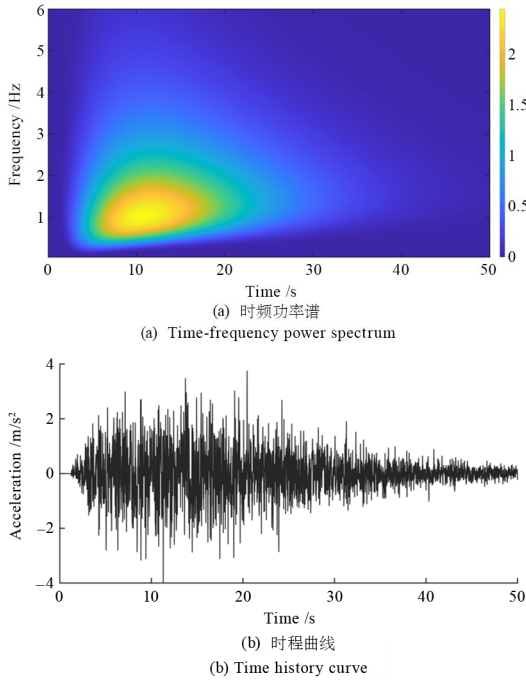 6
5
4
3
2
1
Frequency /Hz
2
1.5
1
0.5
0
0 10 20 30 40 50
Time /s
(a) 时频功率谱
(a) Time-frequency power spectrum
4
2
0
−2
−4
Acceleration /m/s²
0 10 20 30 40 50
Time /s
(b) 时程曲线
(b) Time history curve